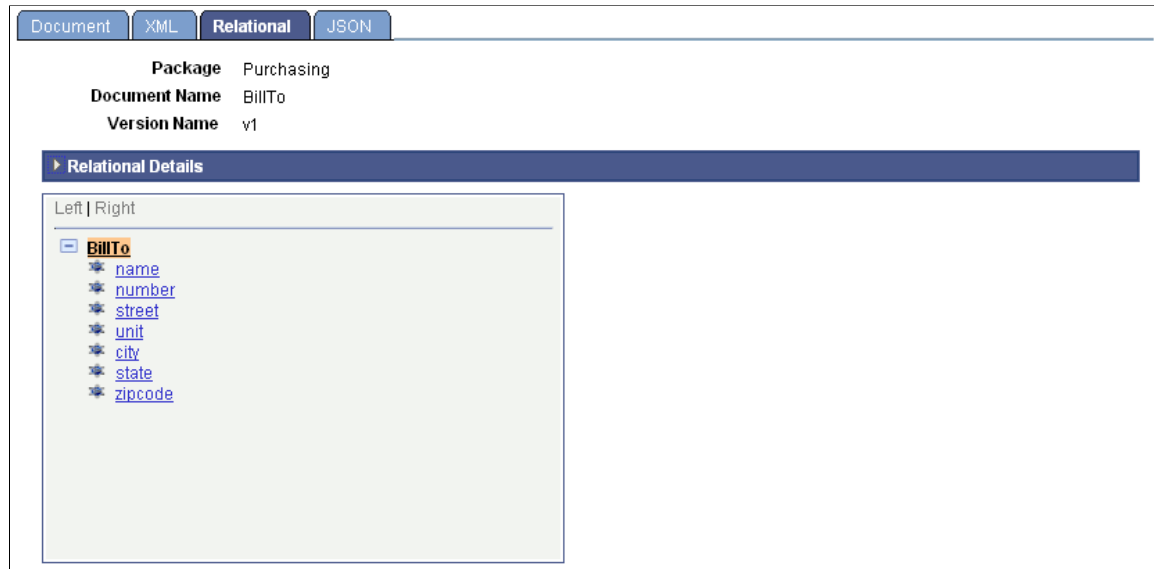 Document XML Relational JSON
Package Purchasing
Document Name BillTo
Version Name v1
Relational Details
Left | Right
BillTo
name
number
street
unit
city
state
zipcode